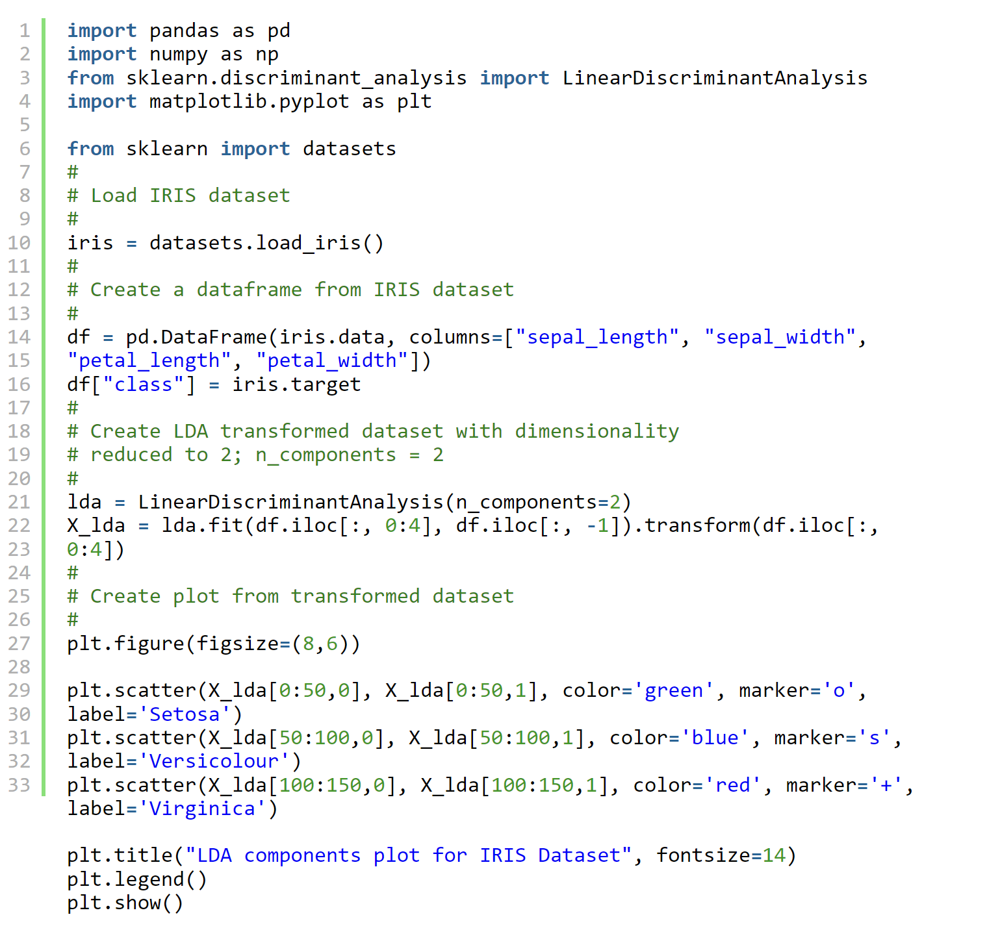 1 import pandas as pd
2 import numpy as np
3 from sklearn.discriminant_analysis import LinearDiscriminantAnalysis
4 import matplotlib.pyplot as plt
5
6 from sklearn import datasets
7 #
8 # Load IRIS dataset
9 #
10 iris = datasets.load_iris()
11 #
12 # Create a dataframe from IRIS dataset
13 #
14 df = pd.DataFrame(iris.data, columns=["sepal_length", "sepal_width",
15 "petal_length", "petal_width"])
16 df["class"] = iris.target
17 #
18 # Create LDA transformed dataset with dimensionality
19 # reduced to 2; n_components = 2
20 #
21 lda = LinearDiscriminantAnalysis(n_components=2)
22 X_lda = lda.fit(df.iloc[:, 0:4], df.iloc[:, -1]).transform(df.iloc[:,
23 0:4])
24 #
25 # Create plot from transformed dataset
26 #
27 plt.figure(figsize=(8,6))
28
29 plt.scatter(X_lda[0:50,0], X_lda[0:50,1], color='green', marker='o',
30 label='Setosa')
31 plt.scatter(X_lda[50:100,0], X_lda[50:100,1], color='blue', marker='s',
32 label='Versicolour')
33 plt.scatter(X_lda[100:150,0], X_lda[100:150,1], color='red', marker='+',
label='Virginica')

plt.title("LDA components plot for IRIS Dataset", fontsize=14)
plt.legend()
plt.show()